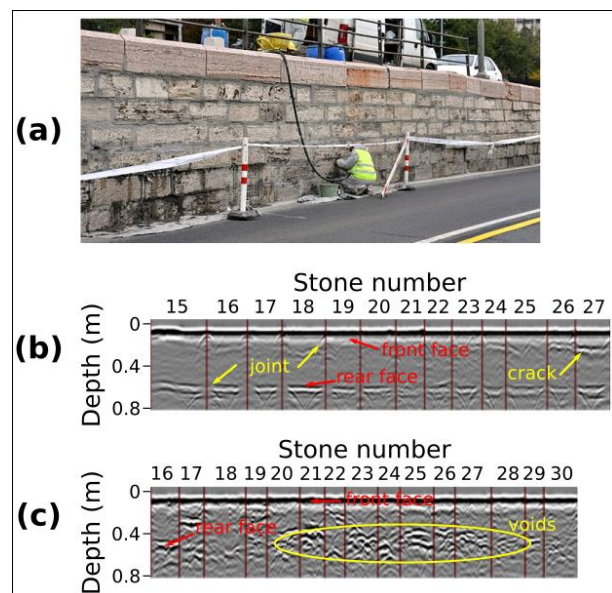 (a)
Stone number
15 16 17 18 19 20 21 22 23 24 25 26 27
0
0.4
0.8
Depth (m)
(b)
joint
front face
rear face
crack
Stone number
16 17 18 19 20 21 22 23 24 25 26 27 28 29 30
0
0.4
0.8
Depth (m)
(c)
front face
rear face
voids